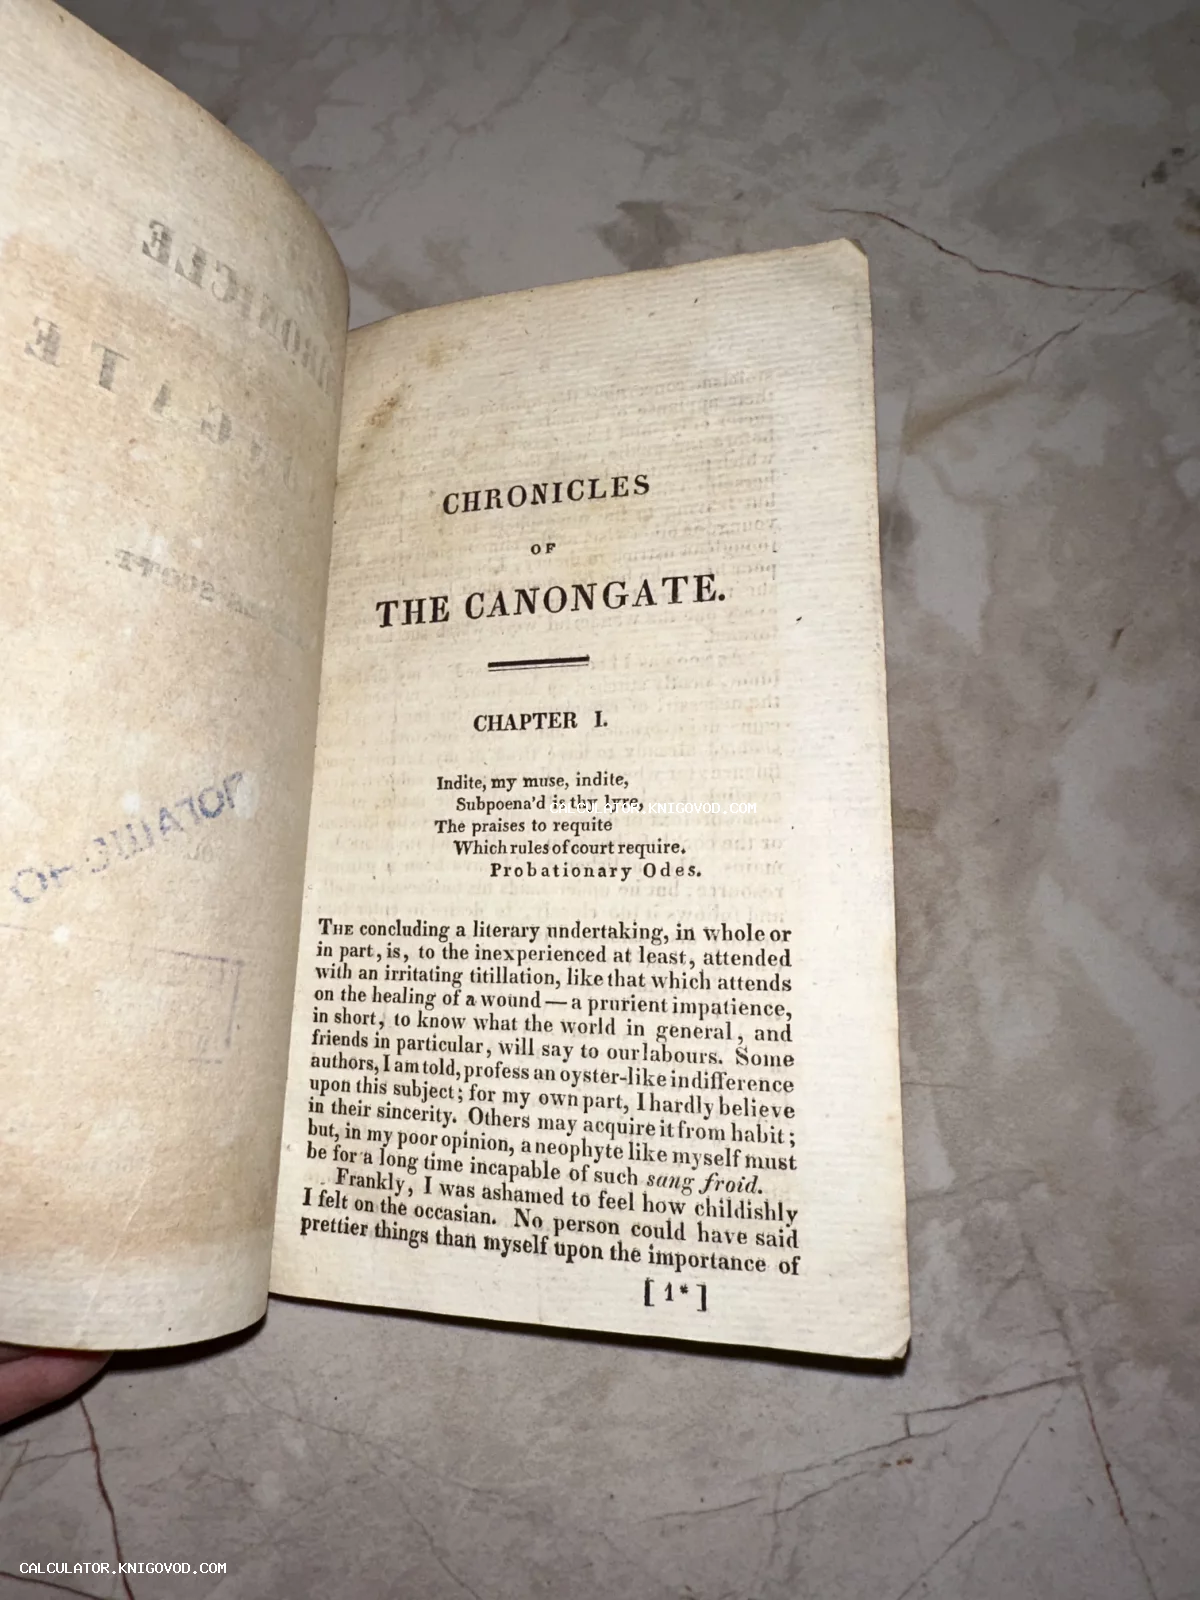 CHRONICLES
OF
THE CANONGATE.
CHAPTER I.
Indite, my muse, indite,
Subpoena'd is thy lyre,
The praises to requite
Which rules of court require.
Probationary Odes.
THE concluding a literary undertaking, in whole or
in part, is, to the inexperienced at least, attended
with an irritating titillation, like that which attends
on the healing of a wound — a prurient impatience,
in short, to know what the world in general, and
friends in particular, will say to our labours. Some
authors, I am told, profess an oyster-like indifference
upon this subject; for my own part, I hardly believe
in their sincerity. Others may acquire it from habit;
but, in my poor opinion, a neophyte like myself must
be for a long time incapable of such sang froid.
Frankly, I was ashamed to feel how childishly
I felt on the occasian. No person could have said
prettier things than myself upon the importance of
[ 1* ]
CALCULATOR.KNIGOVOD.COM
CALCULATOR.KNIGOVOD.COM